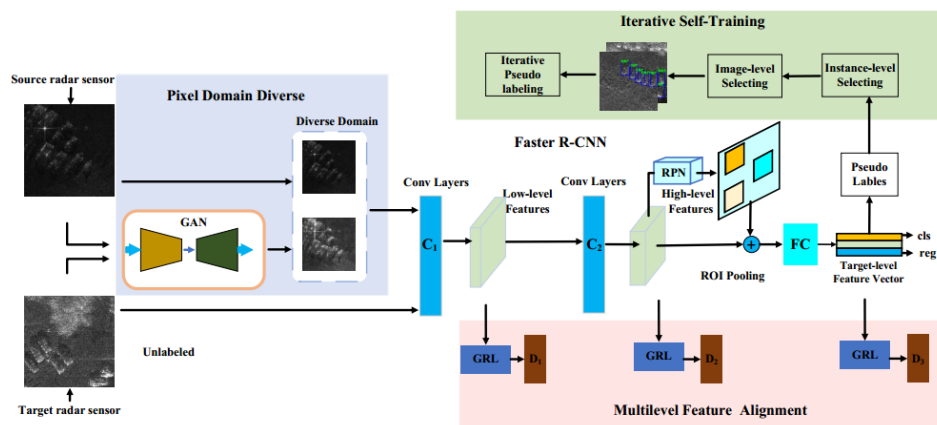 Iterative Self-Training
Source radar sensor
Pixel Domain Diverse
Diverse Domain
GAN
Unlabeled
Target radar sensor
Iterative
Pseudo
labeling
Image-level
Selecting
Instance-level
Selecting
Faster R-CNN
Conv Layers
C1
Low-level
Features
Conv Layers
C2
RPN
High-level
Features
ROI Pooling
FC
Pseudo
Lables
cls
reg
Target-level
Feature Vector
GRL
D1
GRL
D2
GRL
D3
Multilevel Feature Alignment